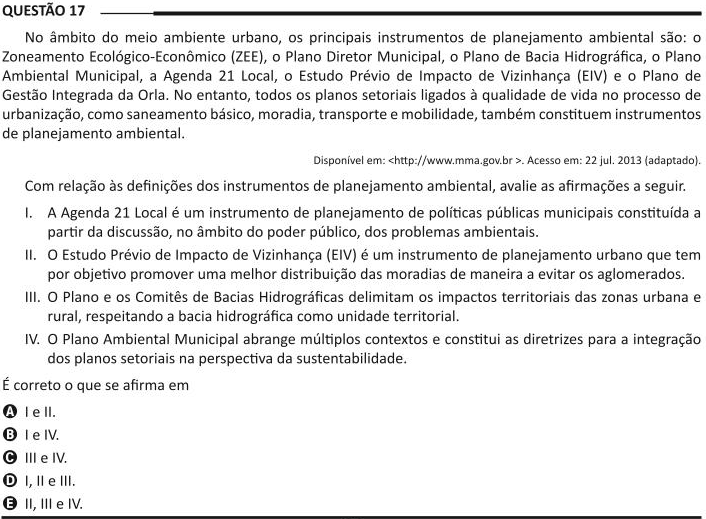 QUESTÃO 17
No âmbito do meio ambiente urbano, os principais instrumentos de planejamento ambiental são: o
Zoneamento Ecológico-Econômico (ZEE), o Plano Diretor Municipal, o Plano de Bacia Hidrográfica, o Plano
Ambiental Municipal, a Agenda 21 Local, o Estudo Prévio de Impacto de Vizinhança (EIV) e o Plano de
Gestão Integrada da Orla. No entanto, todos os planos setoriais ligados à qualidade de vida no processo de
urbanização, como saneamento básico, moradia, transporte e mobilidade, também constituem instrumentos
de planejamento ambiental.
Disponível em: <http://www.mma.gov.br >. Acesso em: 22 jul. 2013 (adaptado).
Com relação às definições dos instrumentos de planejamento ambiental, avalie as afirmações a seguir.
I. A Agenda 21 Local é um instrumento de planejamento de políticas públicas municipais constituída a
partir da discussão, no âmbito do poder público, dos problemas ambientais.
II. O Estudo Prévio de Impacto de Vizinhança (EIV) é um instrumento de planejamento urbano que tem
por objetivo promover uma melhor distribuição das moradias de maneira a evitar os aglomerados.
III. O Plano e os Comitês de Bacias Hidrográficas delimitam os impactos territoriais das zonas urbana e
rural, respeitando a bacia hidrográfica como unidade territorial.
IV. O Plano Ambiental Municipal abrange múltiplos contextos e constitui as diretrizes para a integração
dos planos setoriais na perspectiva da sustentabilidade.
É correto o que se afirma em
A I e II.
B I e IV.
C III e IV.
D I, II e III.
E II, III e IV.